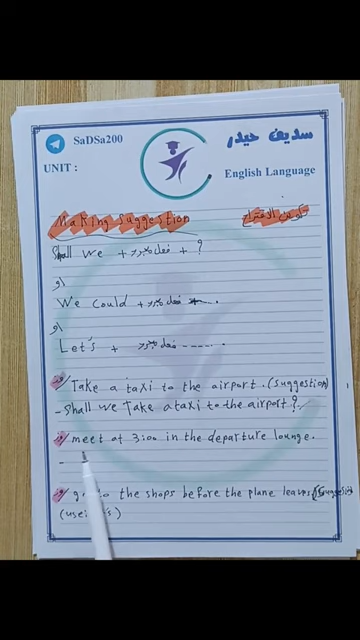 SaDSa200
سديف حيدر
UNIT :
English Language
Making Suggestion
تكوين الاقتراح
Shall we + فعل مجرد + ?
او
We could + فعل مجرد + ....
او
Let's + فعل مجرد ......
Take a taxi to the airport. (Suggestion)
- Shall we Take a taxi to the airport?
meet at 3:00 in the departure lounge.
-
to the shops before the plane leaves.
(use: